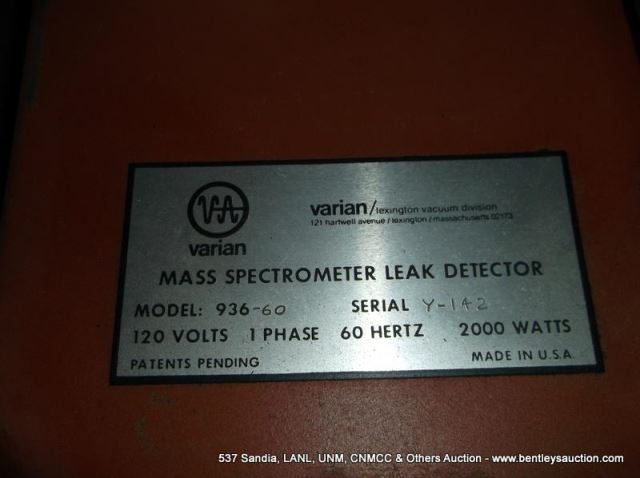 VA
varian
varian/lexington vacuum division
121 hartwell avenue / lexington / massachusetts 02173
MASS SPECTROMETER LEAK DETECTOR
MODEL: 936-60 SERIAL Y-142
120 VOLTS 1 PHASE 60 HERTZ 2000 WATTS
PATENTS PENDING MADE IN U.S.A.
537 Sandia, LANL, UNM, CNMCC & Others Auction - www.bentleysauction.com